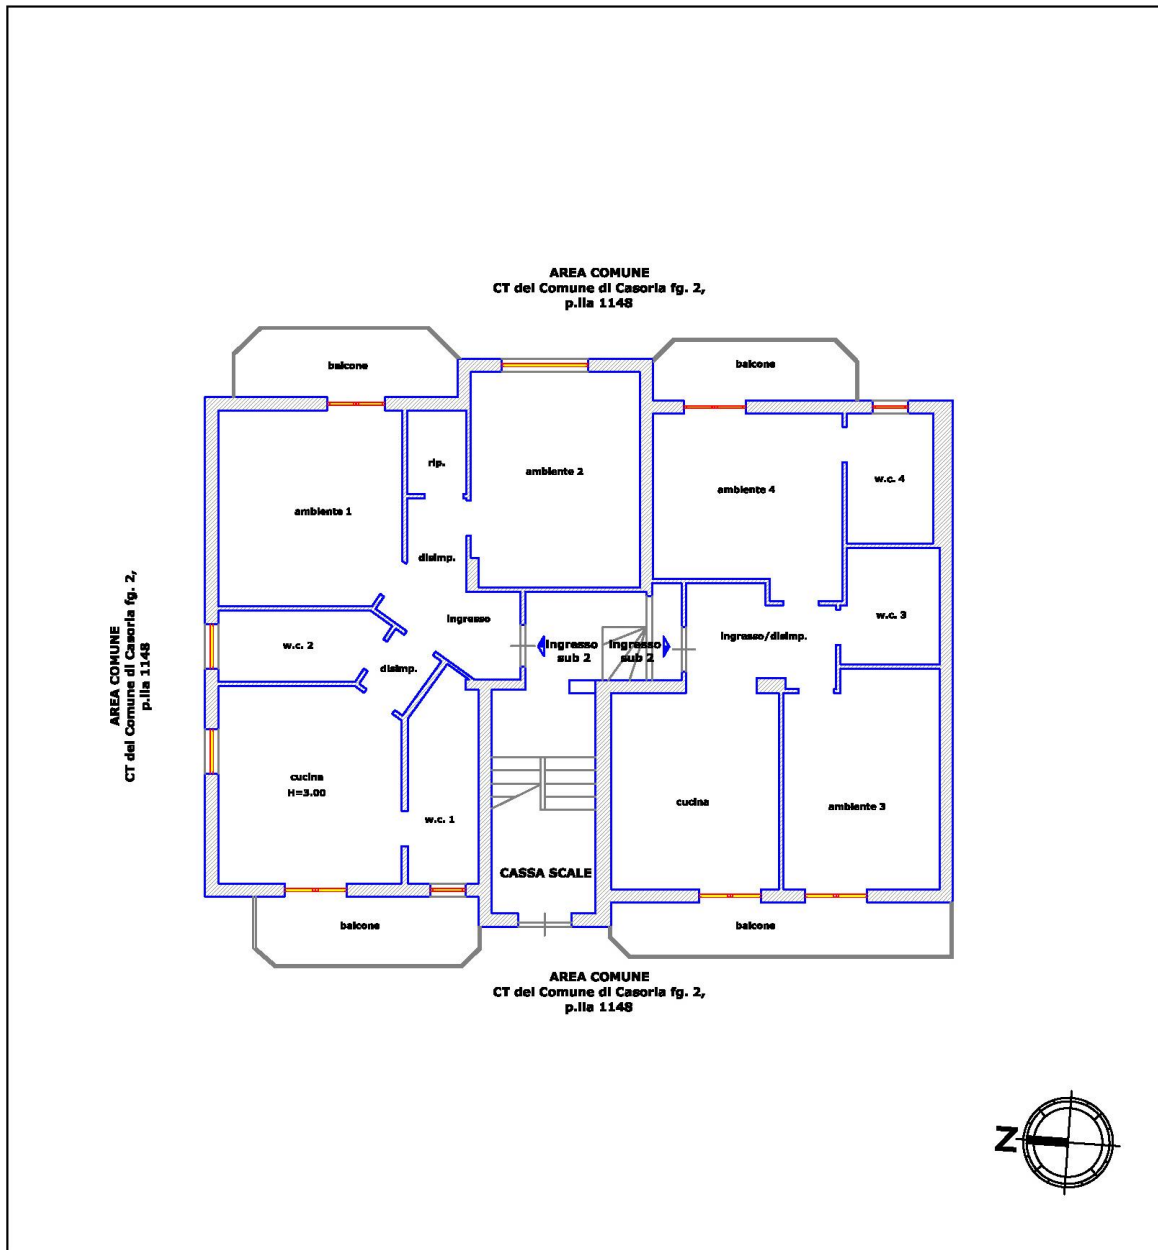 AREA COMUNE
CT del Comune di Casoria fg. 2,
p.lla 1148
balcone
balcone
rip.
ambiente 2
ambiente 4
w.c. 4
ambiente 1
disimp.
ingresso
w.c. 3
ingresso/disimp.
w.c. 2
Ingresso
sub 2
Ingresso
sub 2
disimp.
AREA COMUNE
CT del Comune di Casoria fg. 2,
p.lla 1148
cucina
H=3.00
w.c. 1
cucina
ambiente 3
CASSA SCALE
balcone
balcone
AREA COMUNE
CT del Comune di Casoria fg. 2,
p.lla 1148
N